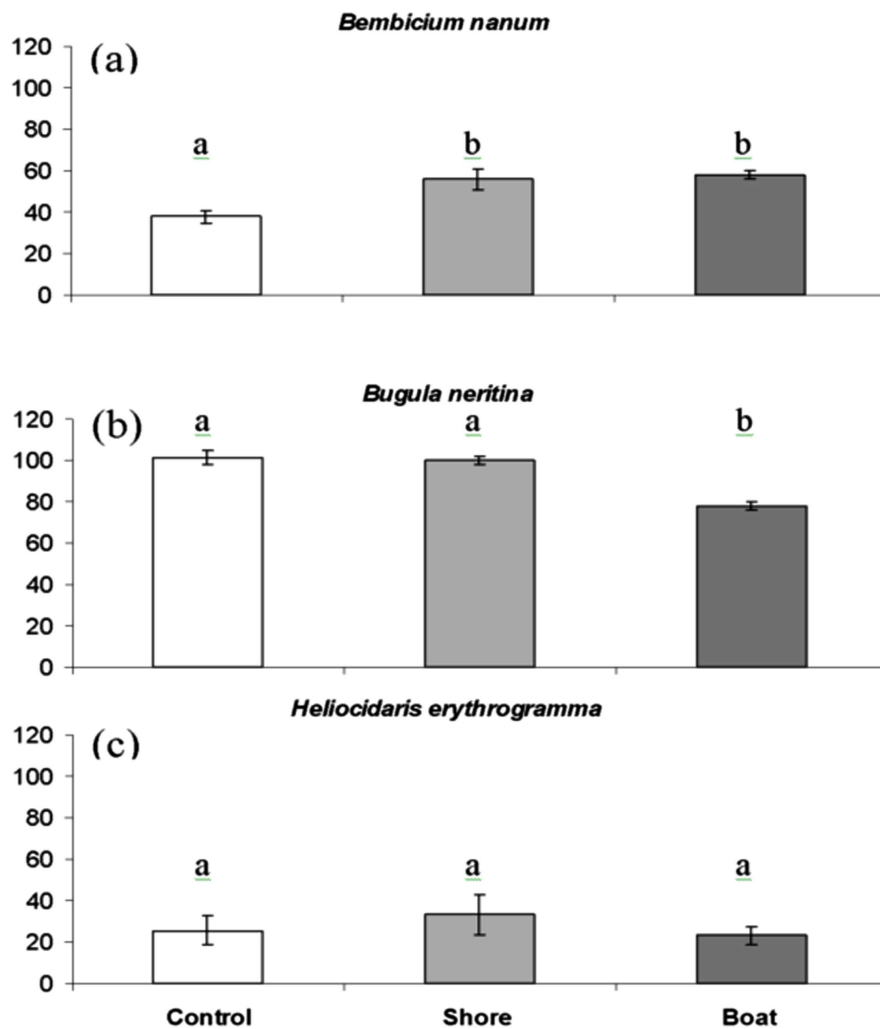 Bembicium nanum
(a)
120
100
80
60
40
20
0
a b b
Bugula neritina
(b)
120
100
80
60
40
20
0
a a b
Heliocidaris erythrogramma
(c)
120
100
80
60
40
20
0
a a a
Control Shore Boat